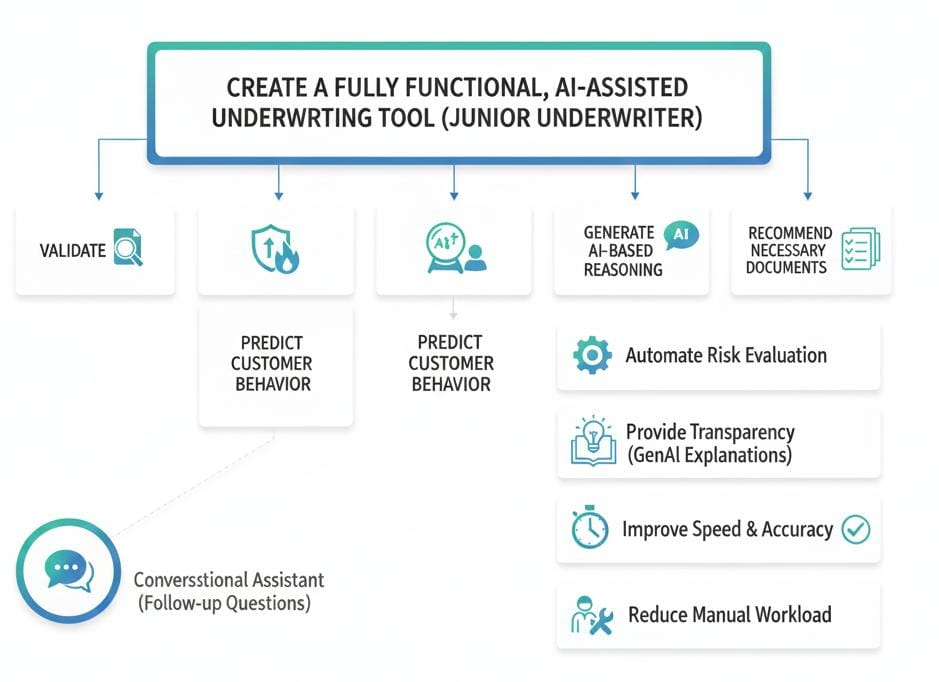 CREATE A FULLY FUNCTIONAL, AI-ASSISTED
UNDERWRTING TOOL (JUNIOR UNDERWRITER)
VALIDATE
GENERATE
AI-BASED
REASONING
AI
RECOMMEND
NECESSARY
DOCUMENTS
PREDICT
CUSTOMER
BEHAVIOR
PREDICT
CUSTOMER
BEHAVIOR
Automate Risk Evaluation
Provide Transparency
(GenAI Explanations)
Improve Speed & Accuracy
Reduce Manual Workload
Converstional Assistant
(Follow-up Questions)